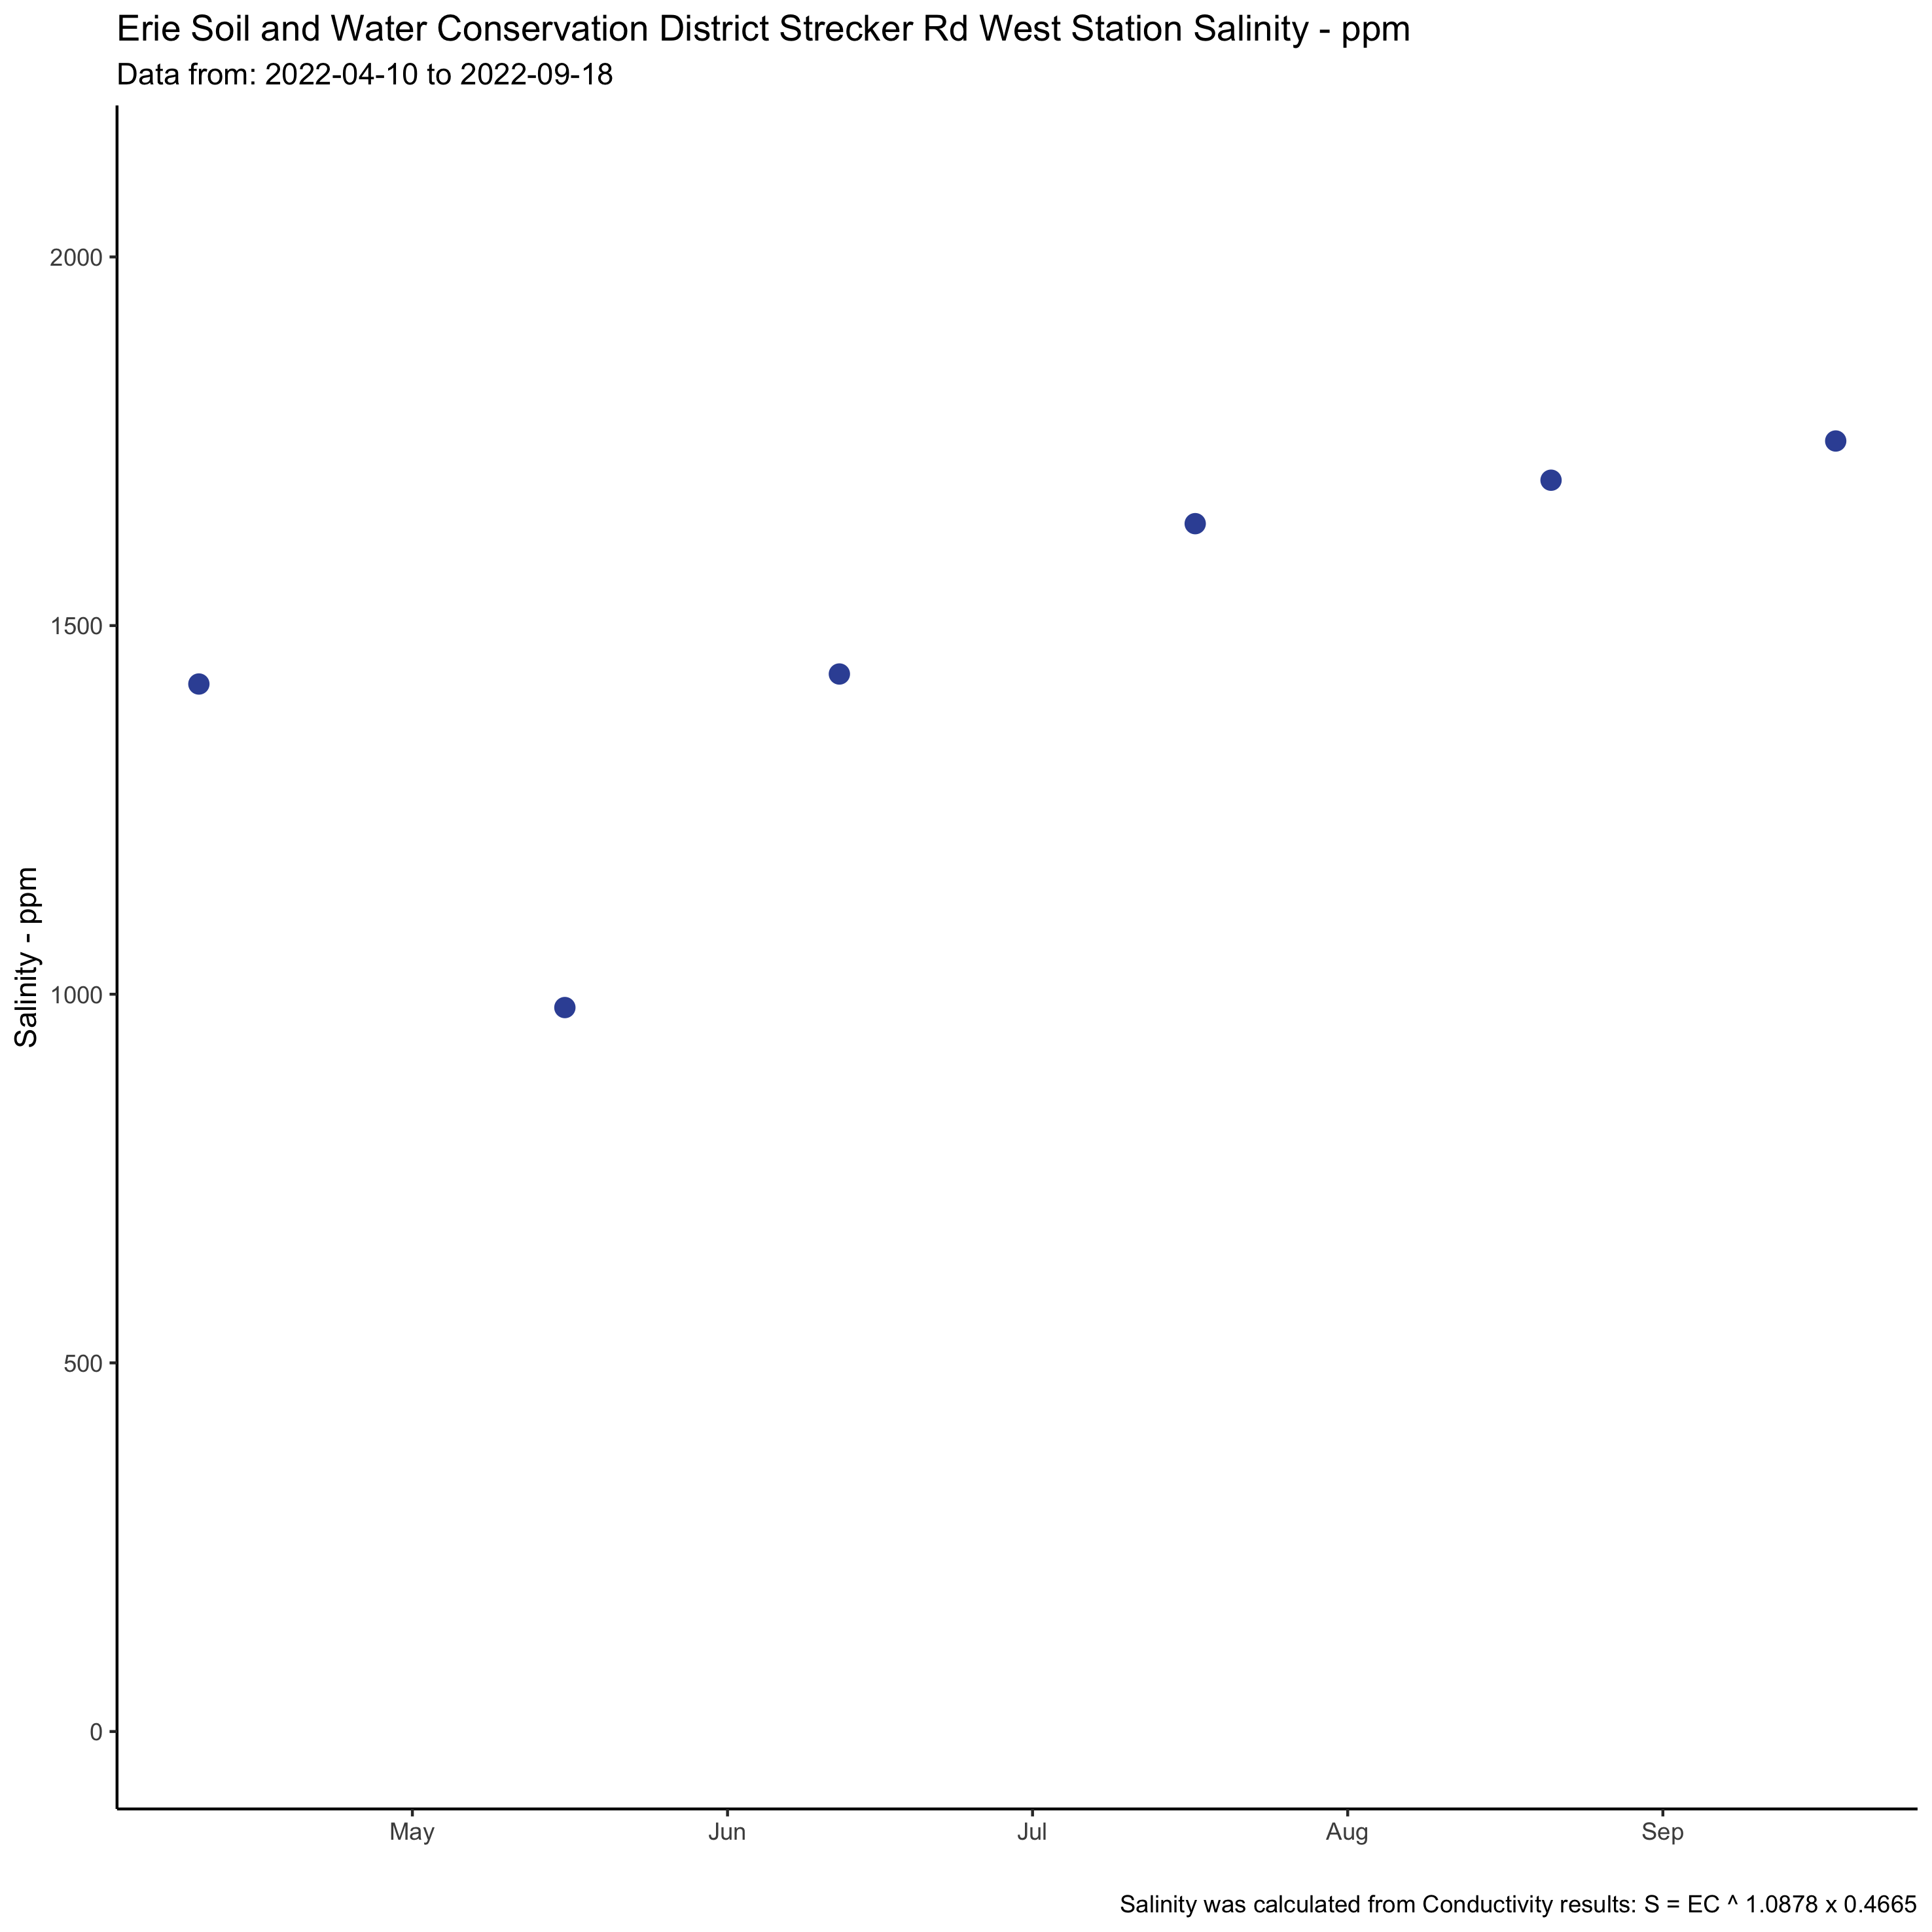 Erie Soil and Water Conservation District Strecker Rd West Station Salinity - ppm
Data from: 2022-04-10 to 2022-09-18
Salinity - ppm
2000
1500
1000
500
0
May Jun Jul Aug Sep
Salinity was calculated from Conductivity results: S = EC ^ 1.0878 x 0.4665